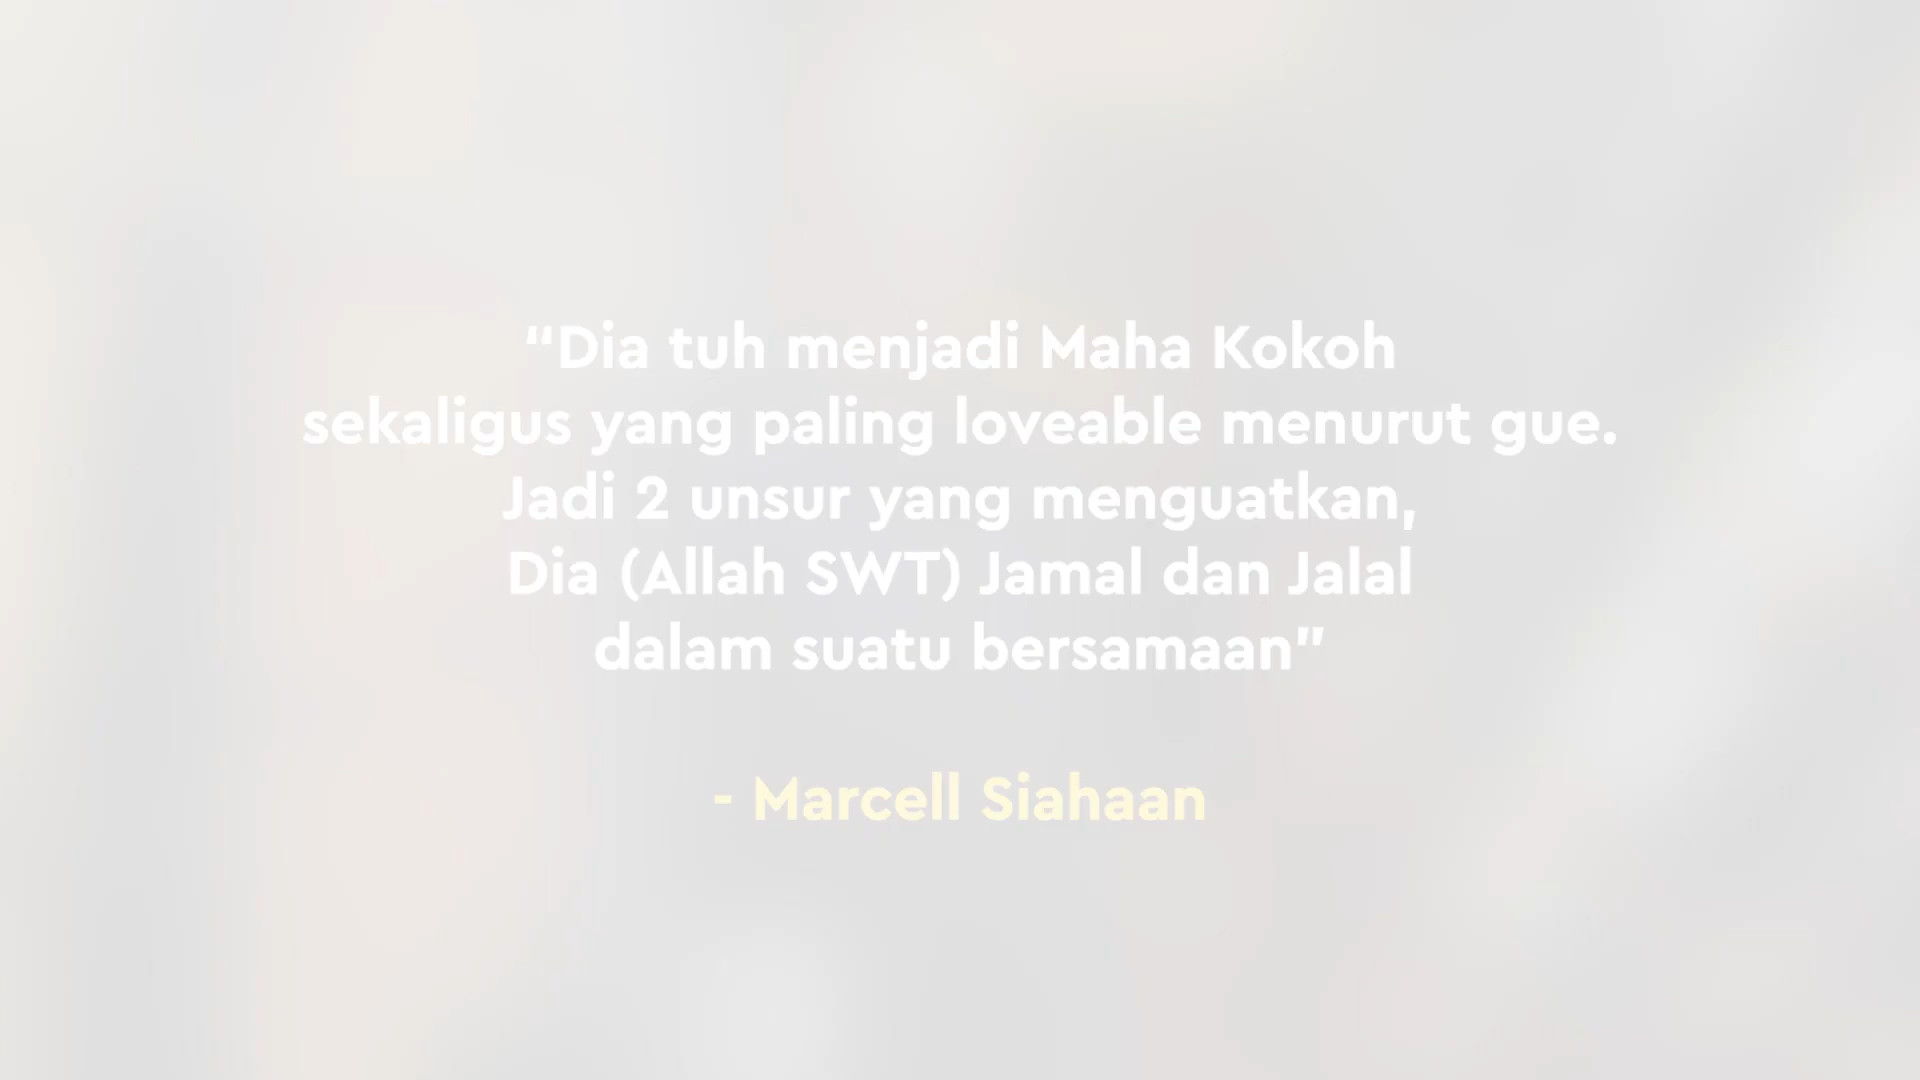 “Dia tuh menjadi Maha Kokoh
sekaligus yang paling loveable menurut gue.
Jadi 2 unsur yang menguatkan,
Dia (Allah SWT) Jamal dan Jalal
dalam suatu bersamaan”
- Marcell Siahaan